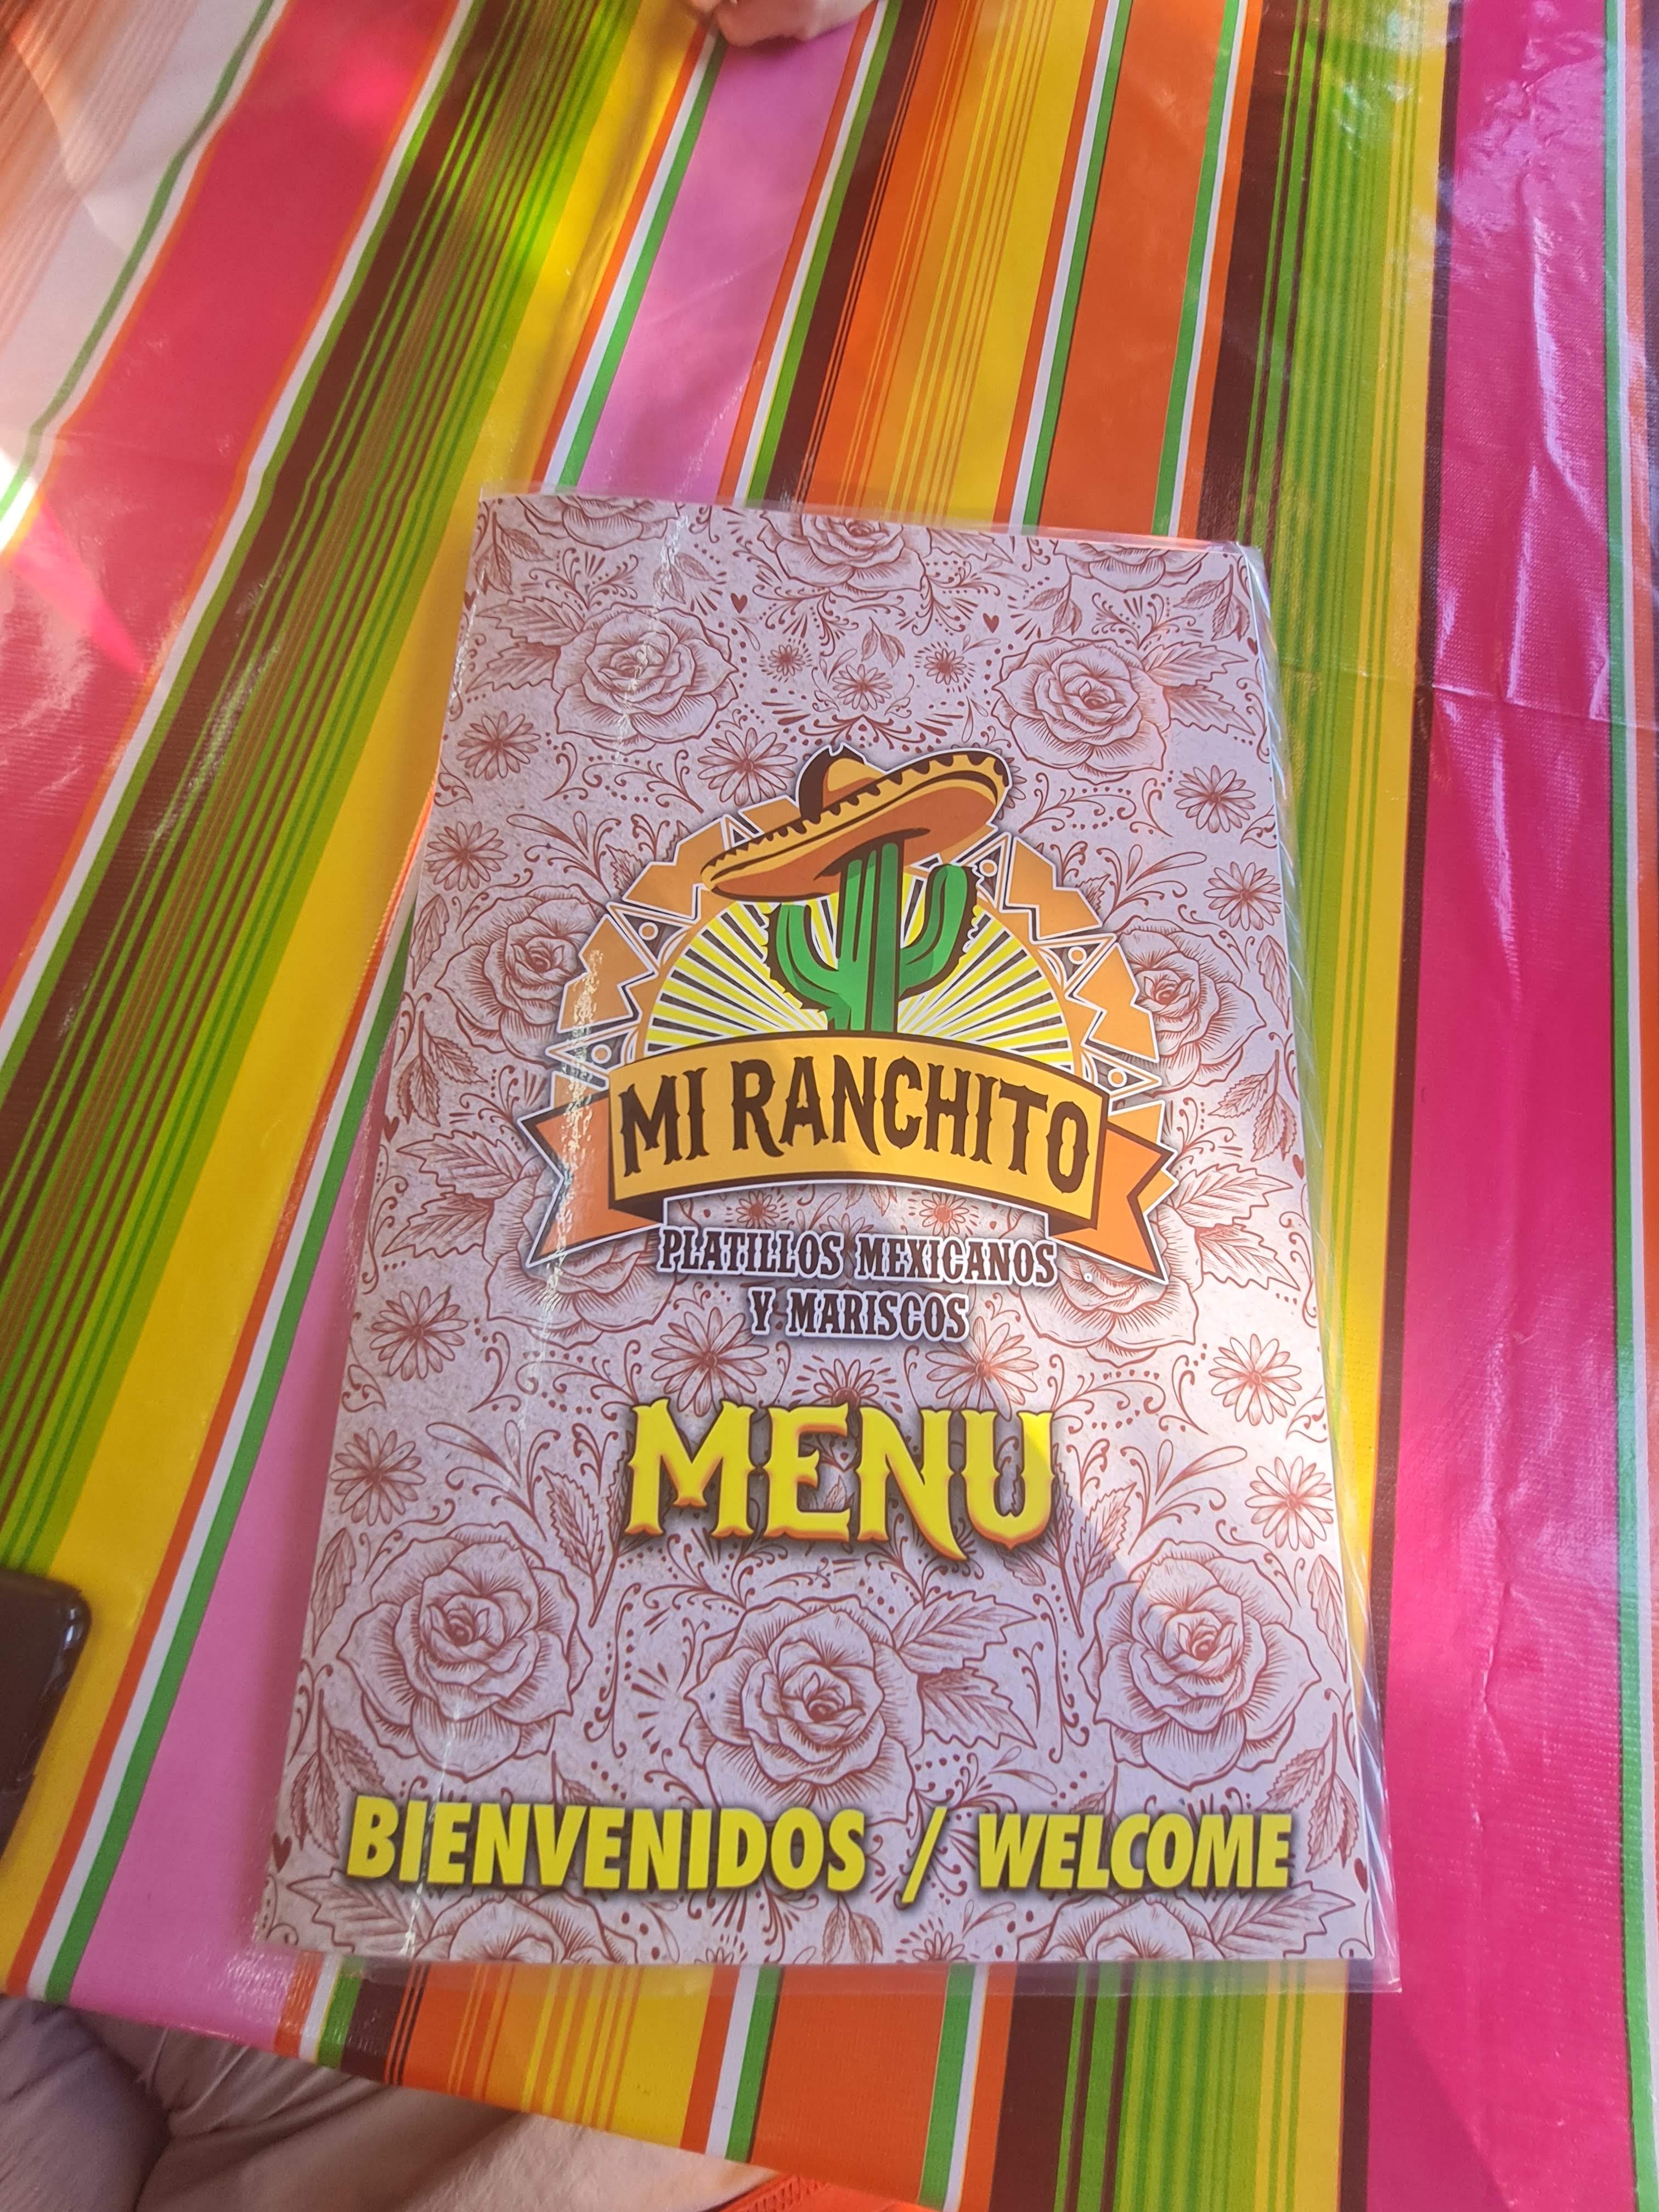 MI RANCHITO
PLATILLOS MEXICANOS
Y MARISCOS
MENU
BIENVENIDOS / WELCOME